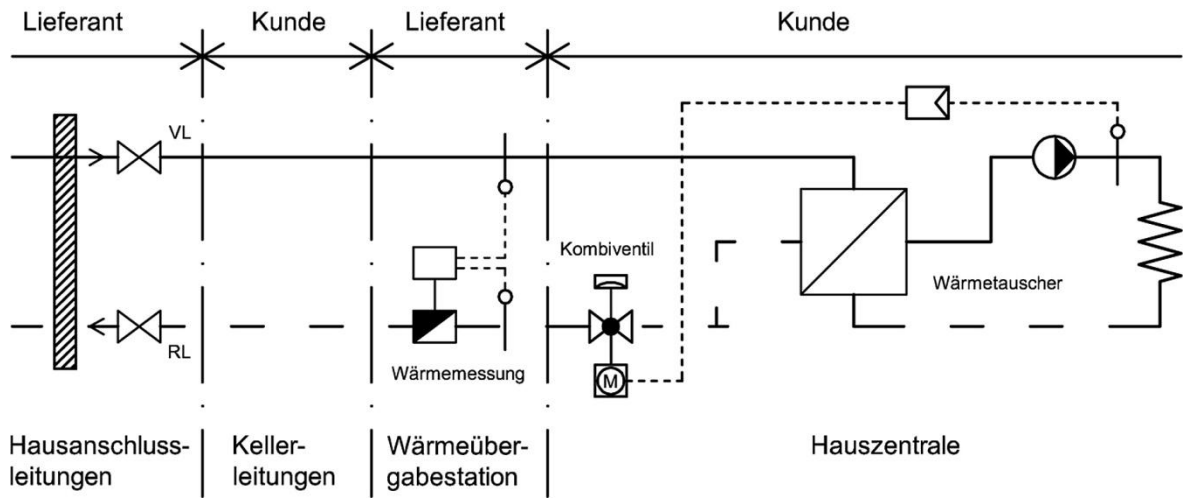 Lieferant
Kunde
Lieferant
Kunde
VL
Kombiventil
Wärmetauscher
RL
Wärmemessung
M
Hausanschluss-
leitungen
Keller-
leitungen
Wärmeüber-
gabestation
Hauszentrale